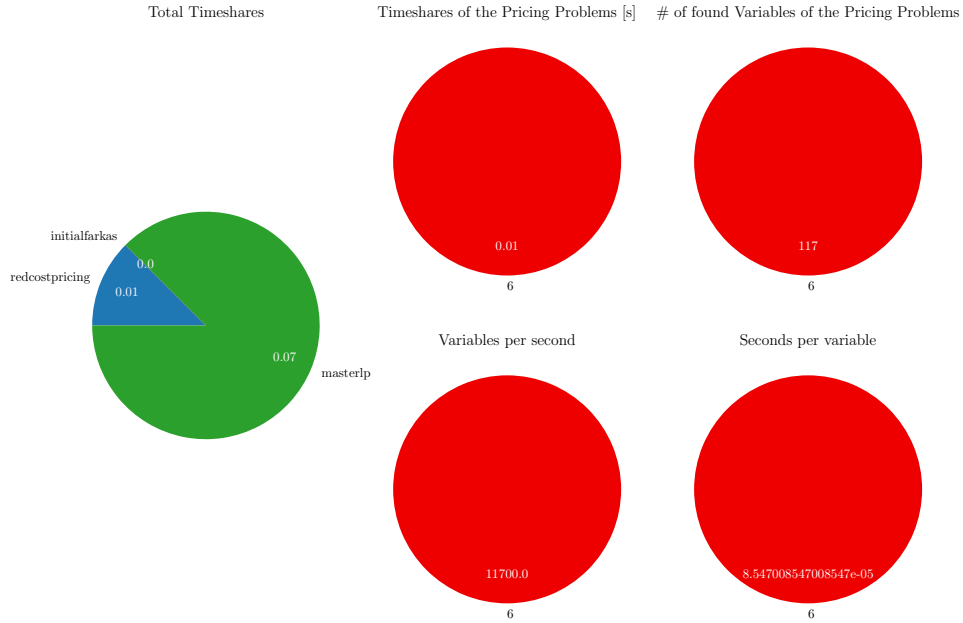 Total Timeshares
initialfarkas
0.0
redcostpricing
0.01
0.07
masterlp
Timeshares of the Pricing Problems [s]
0.01
6
# of found Variables of the Pricing Problems
117
6
Variables per second
11700.0
6
Seconds per variable
8.547008547008547e-05
6